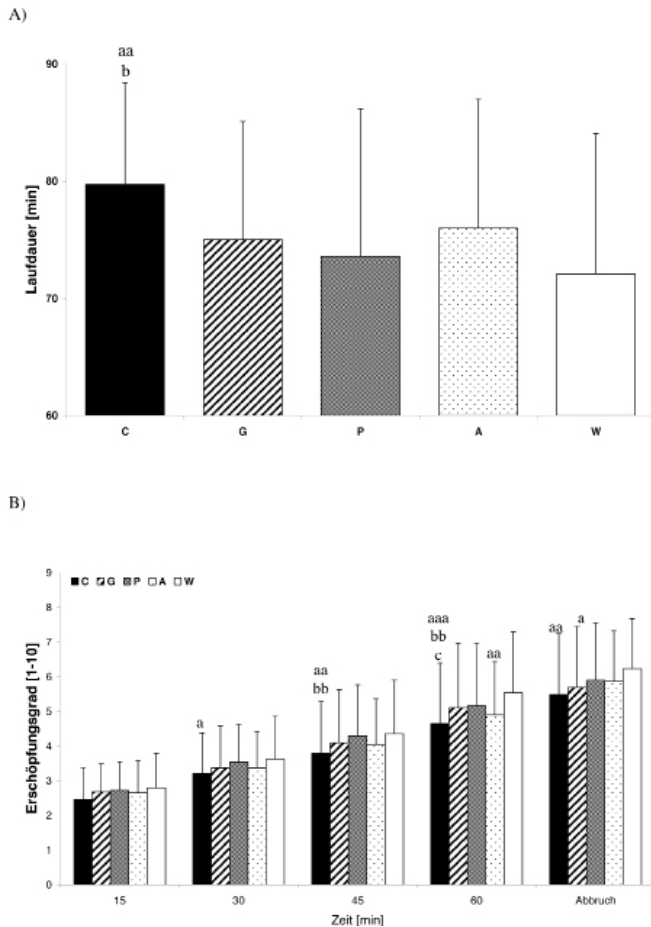 A)
aa
b
90
80
70
60
Laufdauer [min]
C G P A W
B)
9
8
7
6
5
4
3
2
1
0
Erschöpfungsgrad [1-10]
C G P A W
a
aa
bb
aaa
bb
c
aa
aa
a
15 30 45 60 Abbruch
Zeit [min]